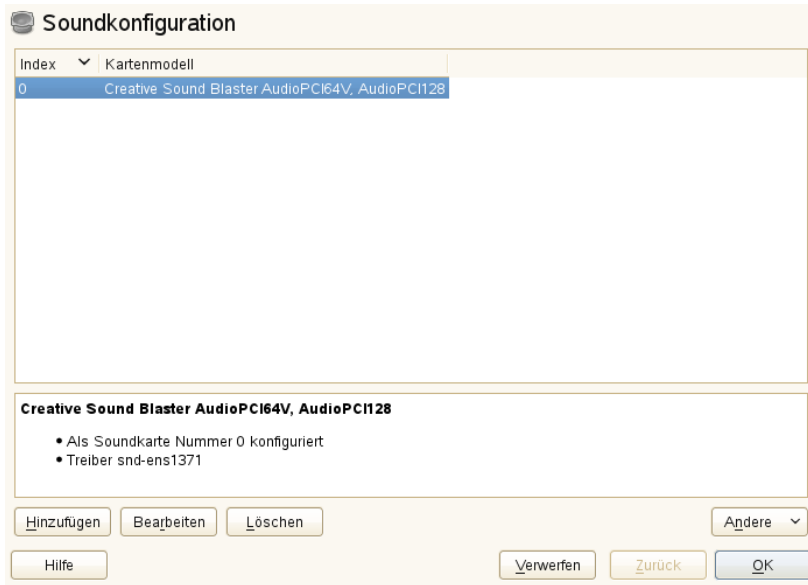 Soundkonfiguration
Index Kartenmodell
0 Creative Sound Blaster AudioPCI64V, AudioPCI128
Creative Sound Blaster AudioPCI64V, AudioPCI128
• Als Soundkarte Nummer 0 konfiguriert
• Treiber snd-ens1371
Hinzufügen Bearbeiten Löschen Andere
Hilfe Verwerfen Zurück OK